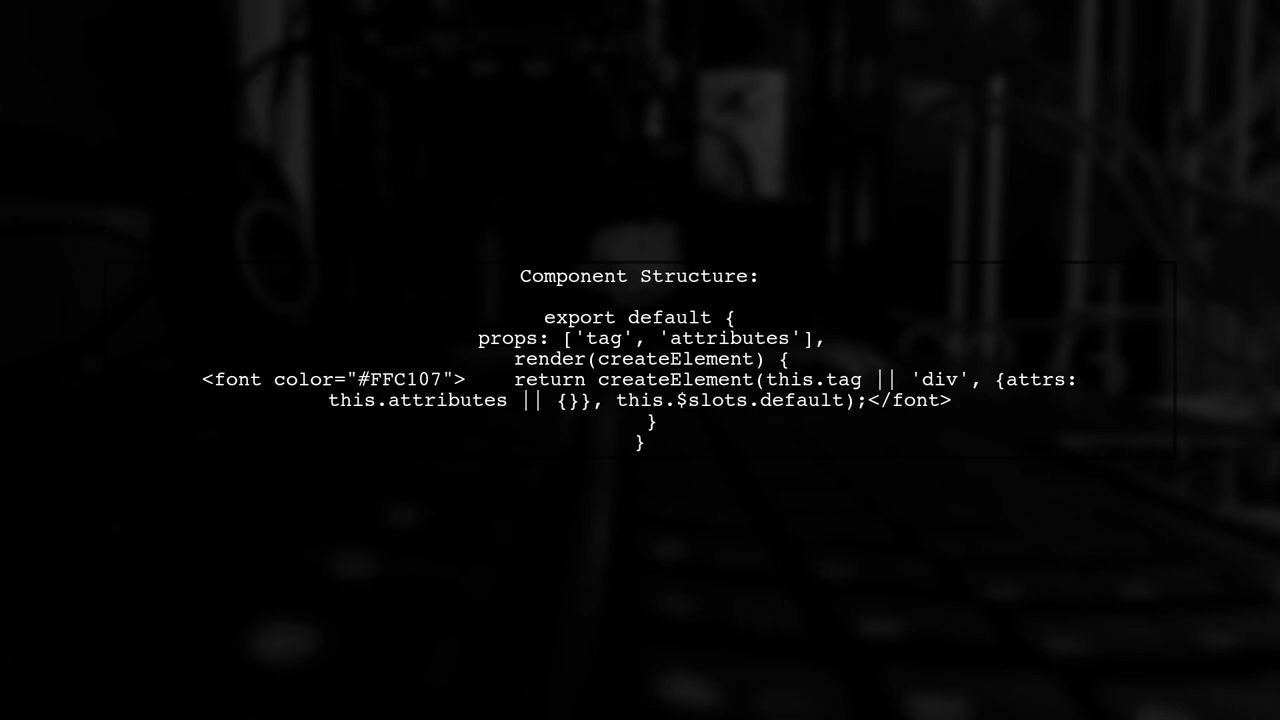 Component Structure:
export default {
props: ['tag', 'attributes'],
render(createElement) {
<font color="#FFC107">    return createElement(this.tag || 'div', {attrs:
this.attributes || {}}, this.$slots.default);</font>
}
}